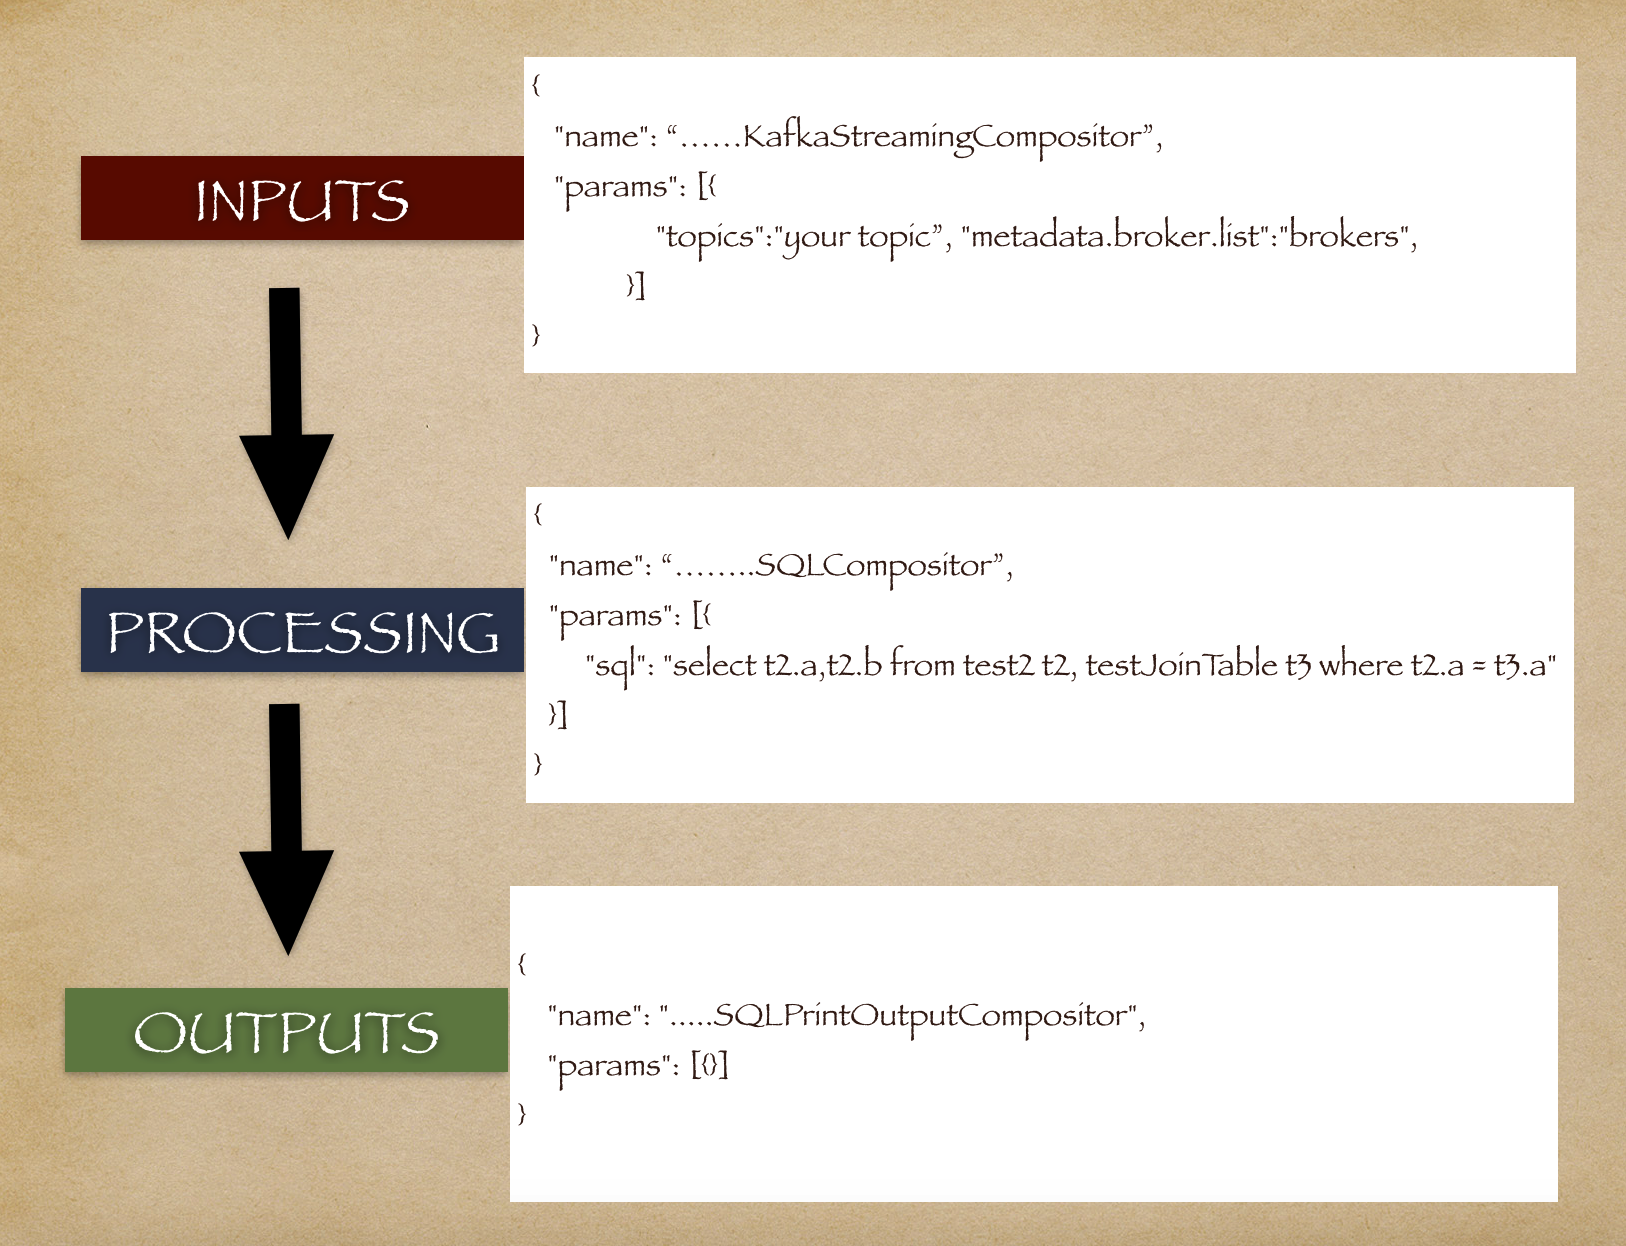 {
"name": “……KafkaStreamingCompositor”,
INPUTS
"params": [{
"topics":"your topic”, "metadata.broker.list":"brokers",
}]
}
{
"name": “……..SQLCompositor”,
PROCESSING
"params": [{
"sql": "select t2.a,t2.b from test2 t2, testJoinTable t3 where t2.a = t3.a"
}]
}
{
OUTPUTS
"name": ".....SQLPrintOutputCompositor",
"params": [{}]
}